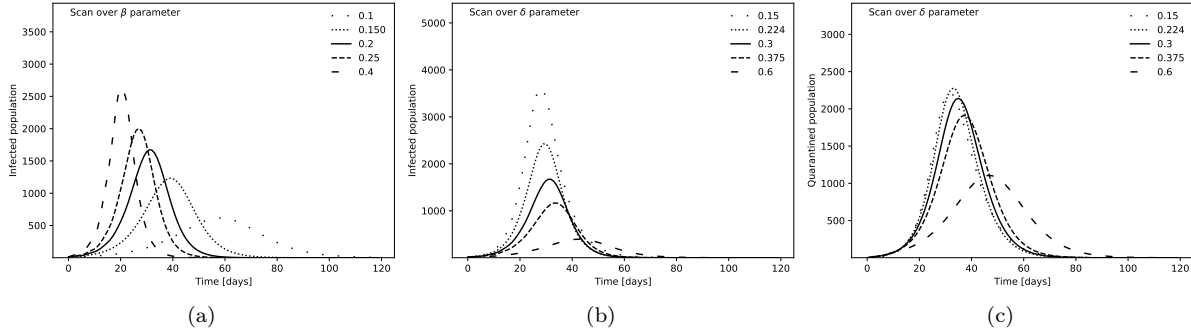 Scan over β parameter
0.1
0.150
0.2
0.25
0.4
3500
3000
2500
2000
1500
1000
500
Infected population
0 20 40 60 80 100 120
Time [days]
(a)
Scan over δ parameter
0.15
0.224
0.3
0.375
0.6
5000
4000
3000
2000
1000
Infected population
0 20 40 60 80 100 120
Time [days]
(b)
Scan over δ parameter
0.15
0.224
0.3
0.375
0.6
3000
2500
2000
1500
1000
500
Quarantined population
0 20 40 60 80 100 120
Time [days]
(c)